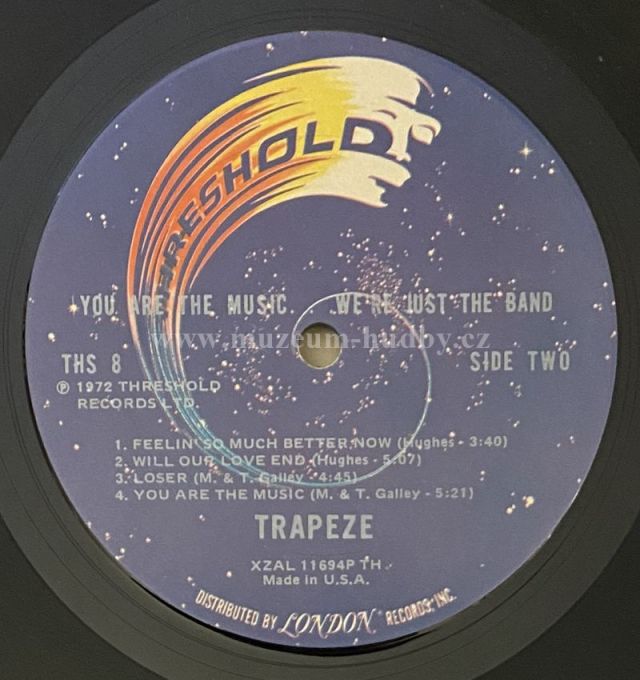 THRESHOLD
YOU ARE THE MUSIC... WE'RE JUST THE BAND
www.muzeum-hudby.cz
THS 8
SIDE TWO
℗ 1972 THRESHOLD
RECORDS LTD.
1. FEELIN' SO MUCH BETTER NOW (Hughes - 3:40)
2. WILL OUR LOVE END (Hughes - 5:07)
3. LOSER (M. & T. Galley - 4:45)
4. YOU ARE THE MUSIC (M. & T. Galley - 5:21)
TRAPEZE
XZAL 11694P TH
Made in U.S.A.
DISTRIBUTED BY LONDON® RECORDS, INC.